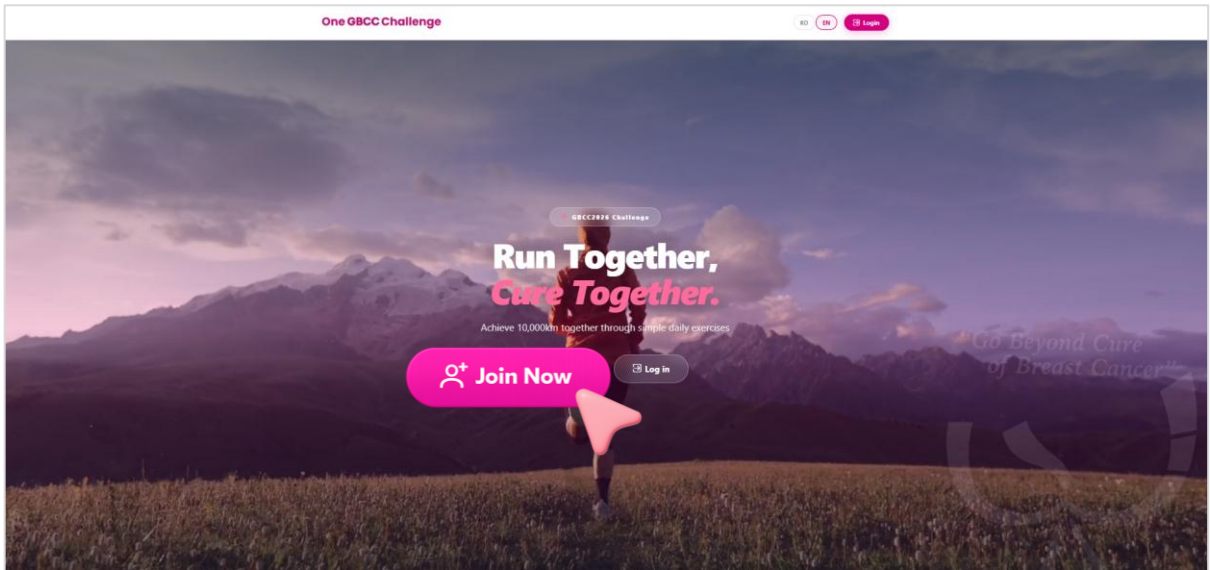 One GBCC Challenge
KO
EN
Login
GBCC2026 Challenge
Run Together,
Cure Together.
Achieve 10,000km together through simple daily exercises
Join Now
Log in
Go Beyond Cure
of Breast Cancer"